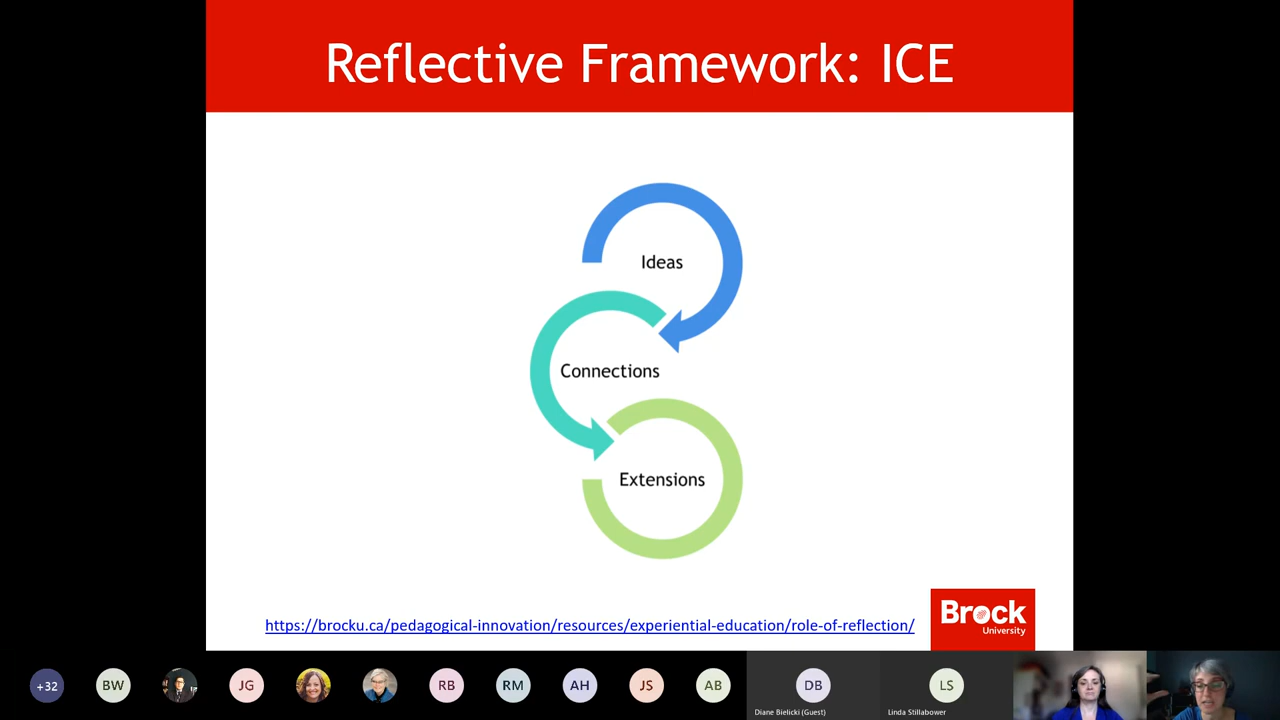 Reflective Framework: ICE
Ideas
Connections
Extensions
https://brocku.ca/pedagogical-innovation/resources/experiential-education/role-of-reflection/
Brock
University
+32
BW
JG
RB
RM
AH
JS
AB
DB
LS
Diane Bielicki (Guest)
Linda Stillabower